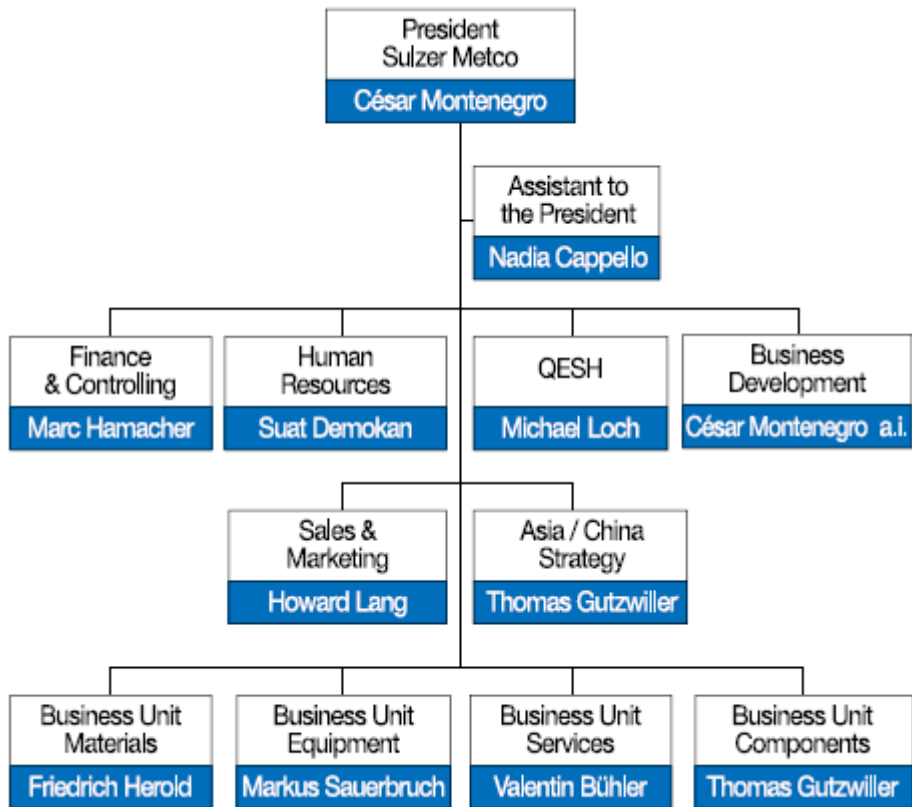 President
Sulzer Metco
César Montenegro
Assistant to
the President
Nadia Cappello
Finance
& Controlling
Marc Hamacher
Human
Resources
Suat Demokan
QESH
Michael Loch
Business
Development
César Montenegro a.i.
Sales &
Marketing
Howard Lang
Asia / China
Strategy
Thomas Gutzwiller
Business Unit
Materials
Friedrich Herold
Business Unit
Equipment
Markus Sauerbruch
Business Unit
Services
Valentin Bühler
Business Unit
Components
Thomas Gutzwiller